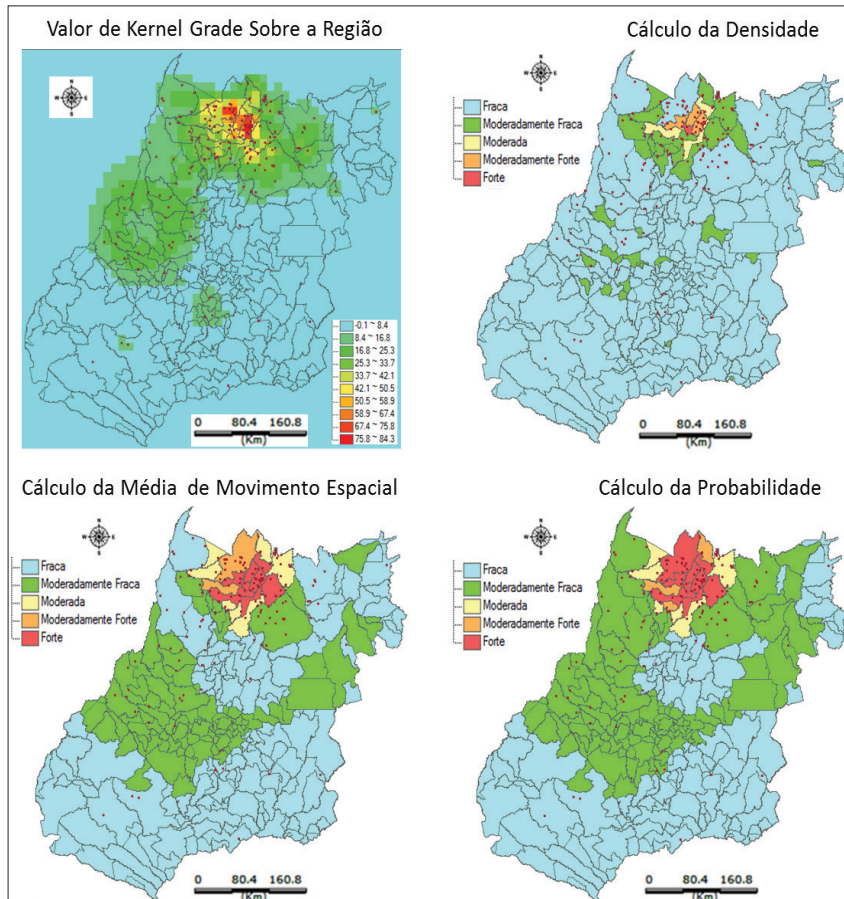 Valor de Kernel Grade Sobre a Região
N
W E
S
-0.1 ~ 8.4
8.4 ~ 16.8
16.8 ~ 25.3
25.3 ~ 33.7
33.7 ~ 42.1
42.1 ~ 50.5
50.5 ~ 58.9
58.9 ~ 67.4
67.4 ~ 75.8
75.8 ~ 84.3
0 80.4 160.8
(Km)
Cálculo da Densidade
N
W E
S
Fraca
Moderadamente Fraca
Moderada
Moderadamente Forte
Forte
0 80.4 160.8
(Km)
Cálculo da Média de Movimento Espacial
N
W E
S
Fraca
Moderadamente Fraca
Moderada
Moderadamente Forte
Forte
0 80.4 160.8
(Km)
Cálculo da Probabilidade
N
W E
S
Fraca
Moderadamente Fraca
Moderada
Moderadamente Forte
Forte
0 80.4 160.8
(Km)